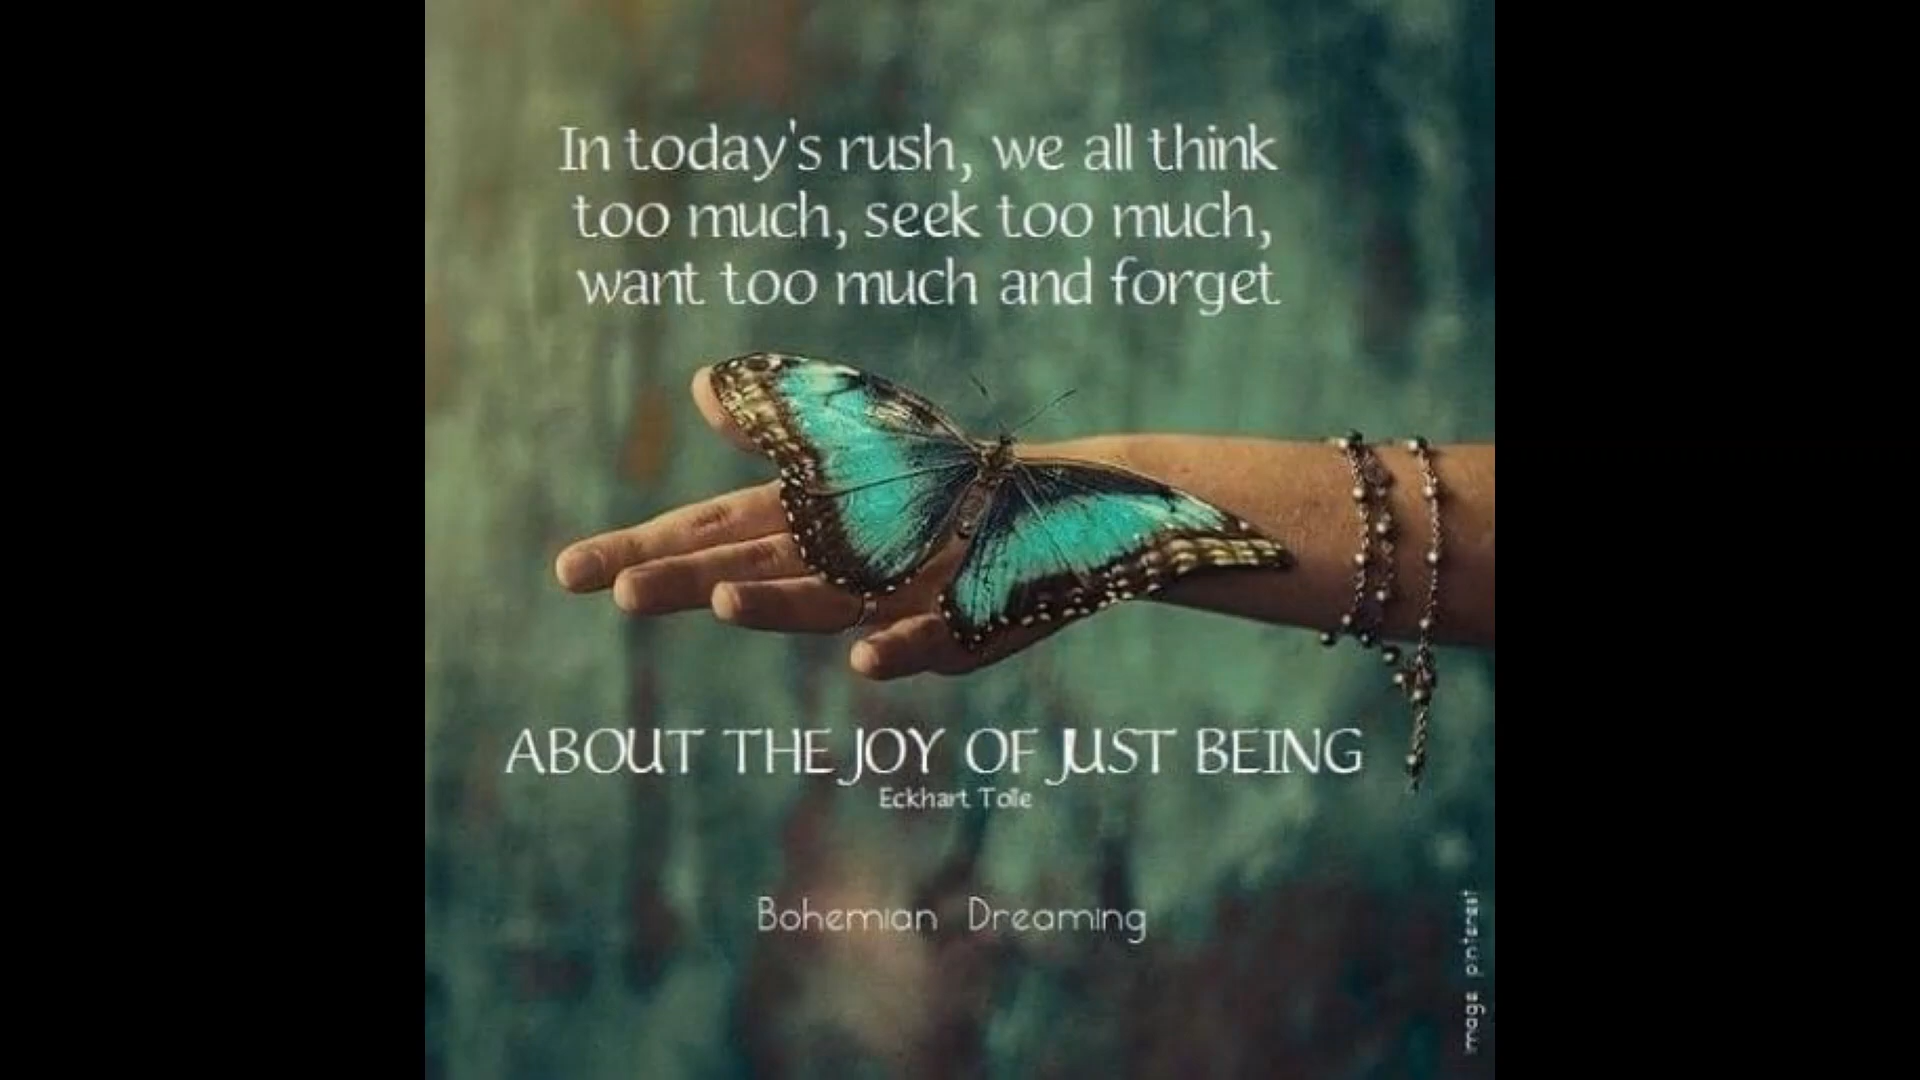 In today's rush, we all think
too much, seek too much,
want too much and forget
ABOUT THE JOY OF JUST BEING
Eckhart Tolle
Bohemian Dreaming
image pinterest